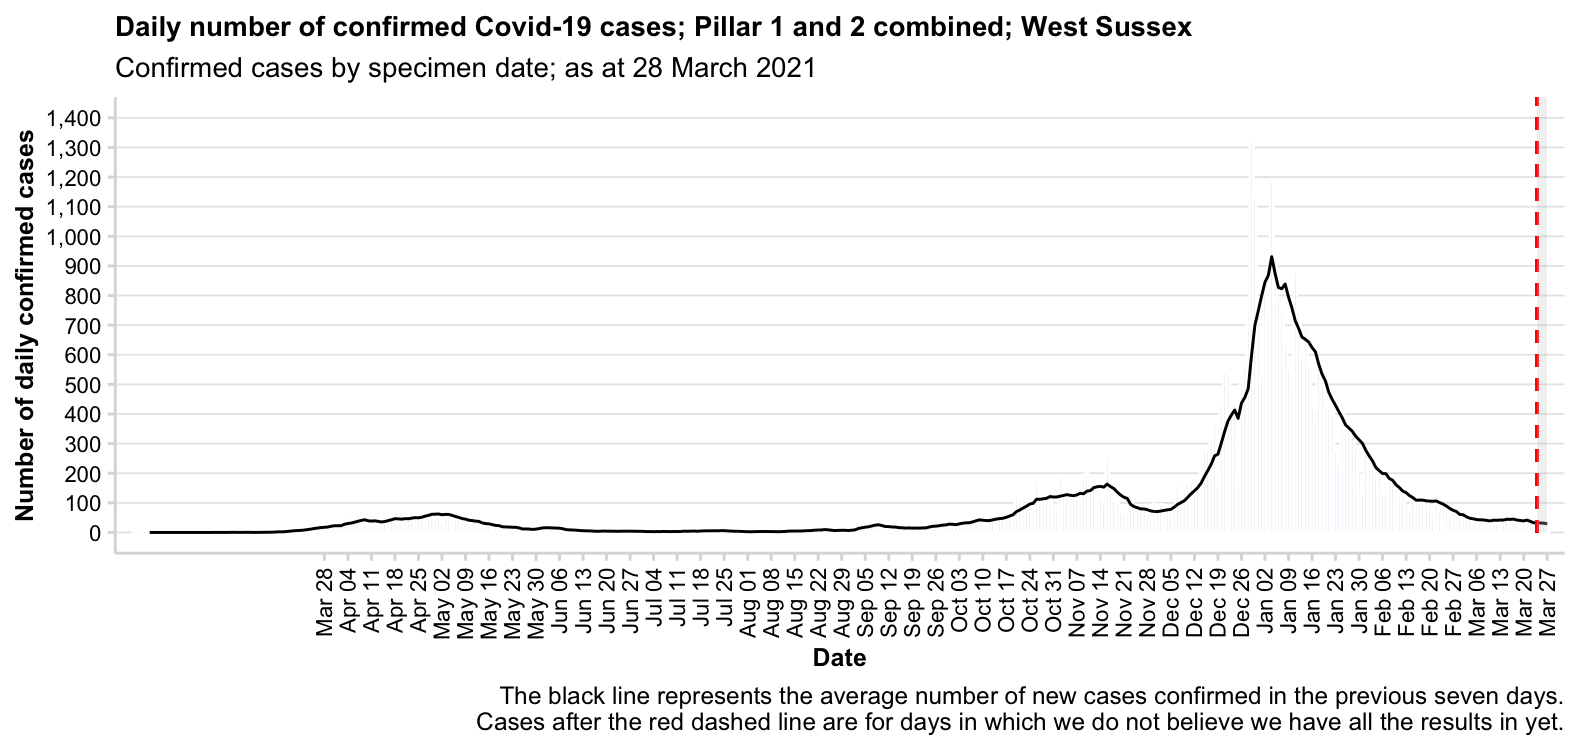 Daily number of confirmed Covid-19 cases; Pillar 1 and 2 combined; West Sussex
Confirmed cases by specimen date; as at 28 March 2021
Number of daily confirmed cases
1,400
1,300
1,200
1,100
1,000
900
800
700
600
500
400
300
200
100
0
Mar 28
Apr 04
Apr 11
Apr 18
Apr 25
May 02
May 09
May 16
May 23
May 30
Jun 06
Jun 13
Jun 20
Jun 27
Jul 04
Jul 11
Jul 18
Jul 25
Aug 01
Aug 08
Aug 15
Aug 22
Aug 29
Sep 05
Sep 12
Sep 19
Sep 26
Oct 03
Oct 10
Oct 17
Oct 24
Oct 31
Nov 07
Nov 14
Nov 21
Nov 28
Dec 05
Dec 12
Dec 19
Dec 26
Jan 02
Jan 09
Jan 16
Jan 23
Jan 30
Feb 06
Feb 13
Feb 20
Feb 27
Mar 06
Mar 13
Mar 20
Mar 27
Date
The black line represents the average number of new cases confirmed in the previous seven days.
Cases after the red dashed line are for days in which we do not believe we have all the results in yet.